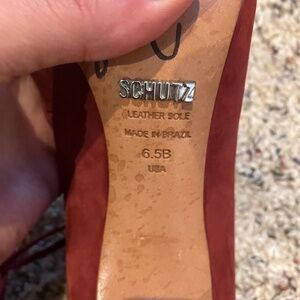 SCHUTZ
LEATHER SOLE
MADE IN BRAZIL
6.5B
USA